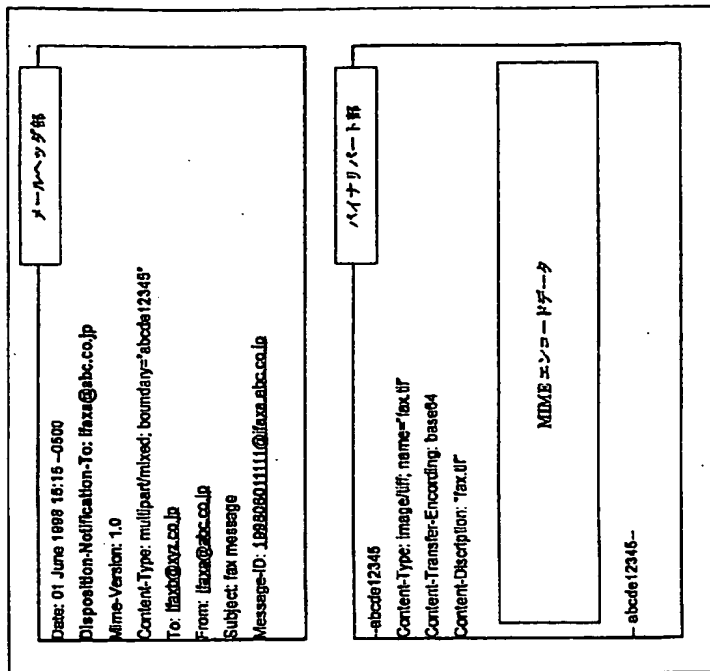 メールヘッダ部
Date: 01 June 1998 15:15 -0500
Disposition-Notification-To: ifaxa@abc.co.jp
Mime-Version: 1.0
Content-Type: multipart/mixed; boundary="abcde12345"
To: ifaxb@xyz.co.jp
From: ifaxa@abc.co.jp
Subject: fax message
Message-ID: 199806011111@ifaxa.abc.co.jp
バイナリパート部
--abcde12345
Content-Type: image/tiff; name="fax.tif"
Content-Transfer-Encording: base64
Content-Discription: "fax.tif"
MIMEエンコードデータ
-- abcde12345--